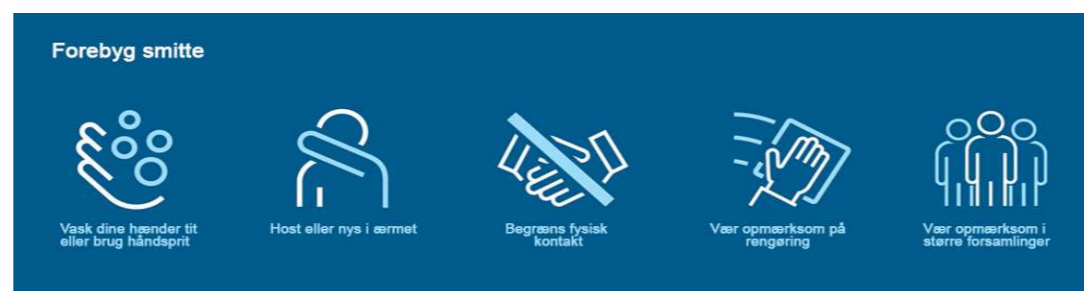 Forebyg smitte
Vask dine hænder tit
eller brug håndsprit
Host eller nys i ærmet
Begræns fysisk
kontakt
Vær opmærksom på
rengøring
Vær opmærksom i
større forsamlinger